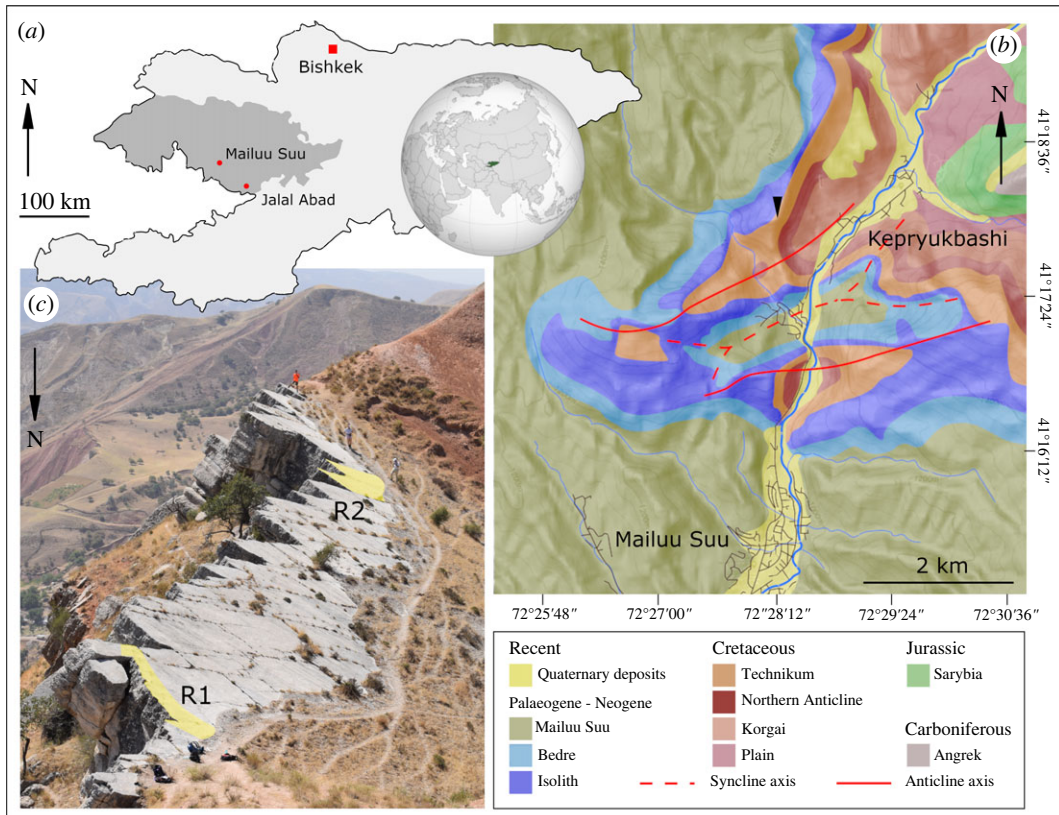 (a)
N
Bishkek
Mailuu Suu
Jalal Abad
100 km
(b)
N
41°18′36″
Kepryukbashi
41°17′24″
41°16′12″
Mailuu Suu
2 km
72°25′48″
72°27′00″
72°28′12″
72°29′24″
72°30′36″
(c)
N
R2
R1
Recent
Quaternary deposits
Palaeogene - Neogene
Mailuu Suu
Bedre
Isolith
Cretaceous
Technikum
Northern Anticline
Korgai
Plain
Jurassic
Sarybia
Carboniferous
Angrek
Syncline axis
Anticline axis